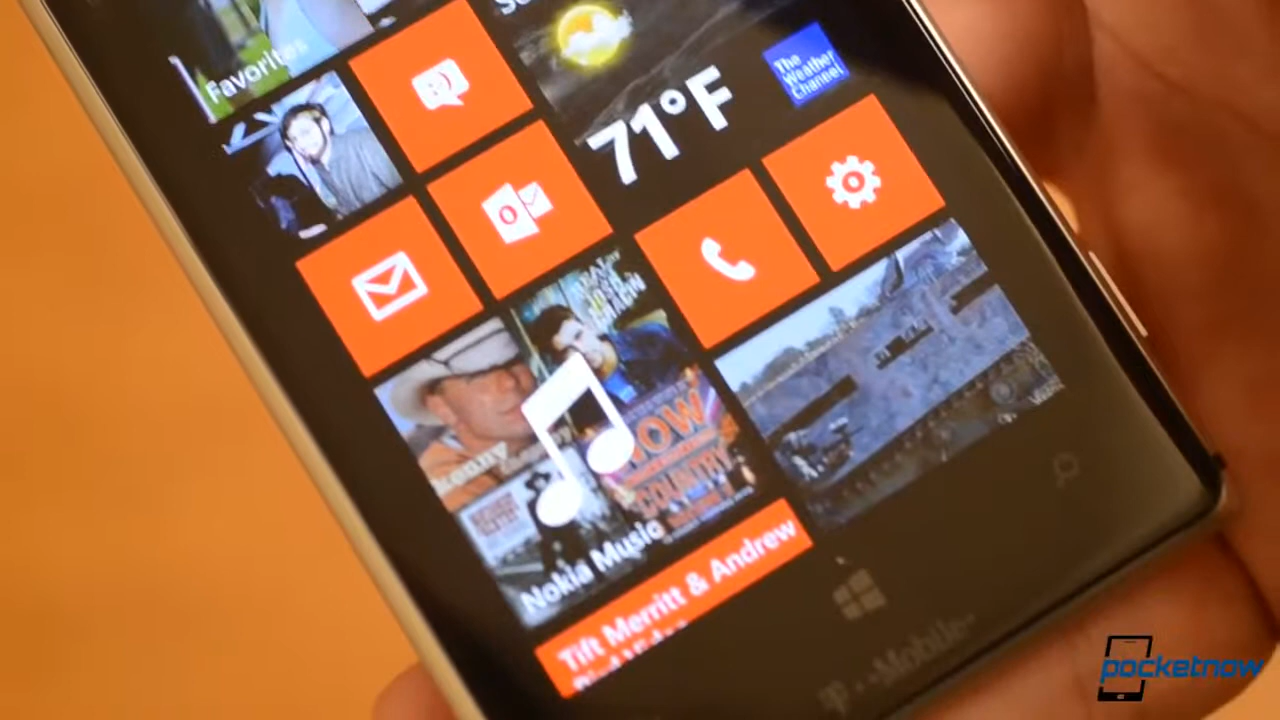 Favorites
71°F
The
Weather
Channel
Kenny
NOW
COUNTRY
Nokia Music
Tift Merritt & Andrew
T-Mobile
pocketnow